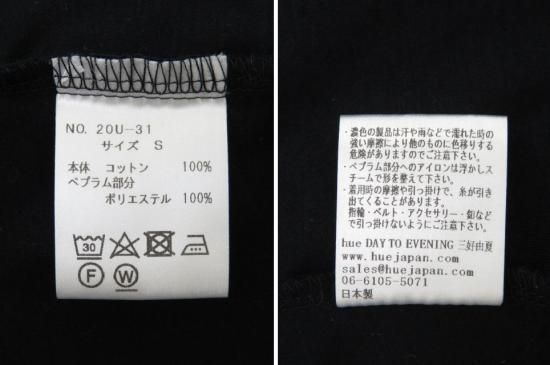 NO. 20U-31
サイズ S
本体 コットン 100%
ペプラム部分
ポリエステル 100%
30
F W
・濃色の製品は汗や雨などで濡れた時の
強い摩擦により他のものに色移りする
危険がありますのでご注意下さい。
・ペプラム部分へのアイロンは浮かしス
チームで形を整えて下さい。
・着用時の摩擦や引っ掛けで、糸が引き
出てくることがあります。
指輪・ベルト・アクセサリー・釦など
で引っ掛けないようにご注意下さい。
hue DAY TO EVENING 三好由夏
www.huejapan.com
sales@huejapan.com
06-6105-5071
日本製